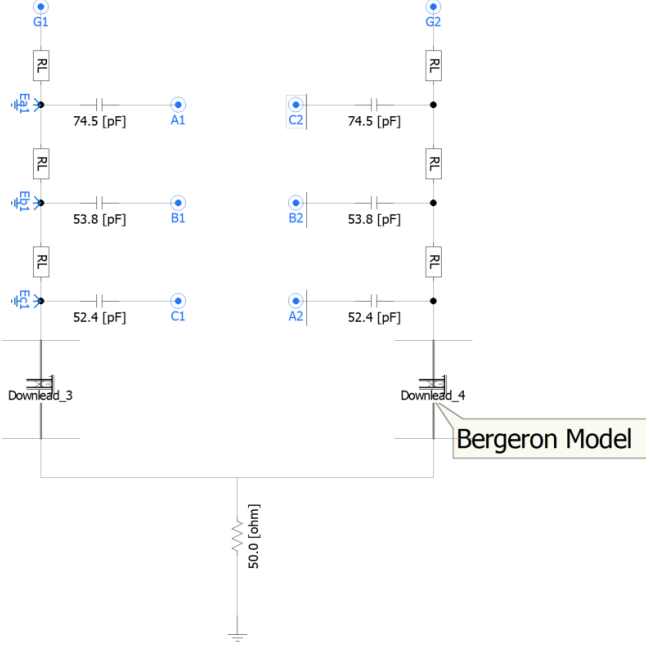 G1
G2
RL
RL
Ea1
74.5 [pF]
A1
C2
74.5 [pF]
RL
RL
Eb1
53.8 [pF]
B1
B2
53.8 [pF]
RL
RL
Ec1
52.4 [pF]
C1
A2
52.4 [pF]
Downlead_3
Downlead_4
Bergeron Model
50.0 [ohm]